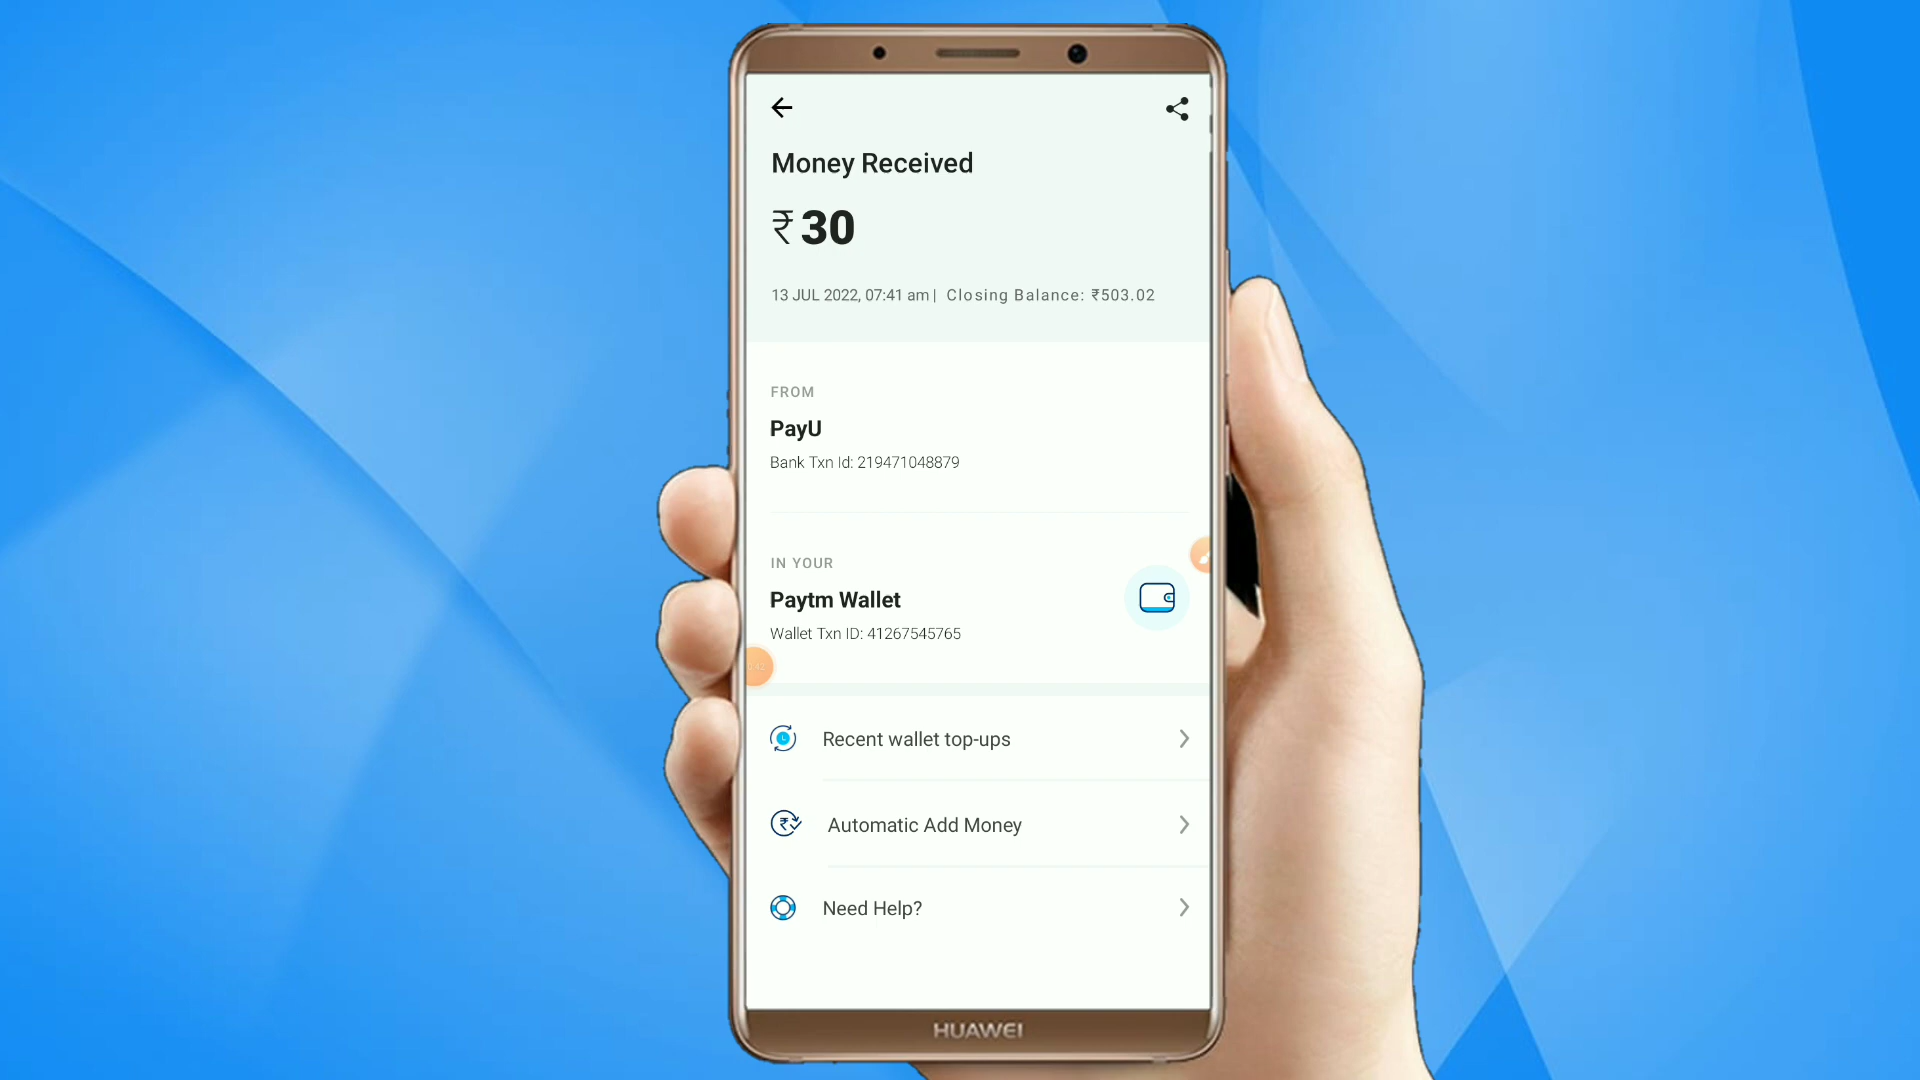 Money Received
₹30
13 JUL 2022, 07:41 am | Closing Balance: ₹503.02
FROM
PayU
Bank Txn Id: 219471048879
IN YOUR
Paytm Wallet
Wallet Txn ID: 41267545765
Recent wallet top-ups
Automatic Add Money
Need Help?
HUAWEI